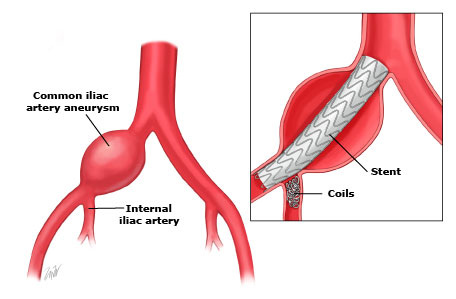 Common iliac
artery aneurysm
Internal
iliac artery
Stent
Coils